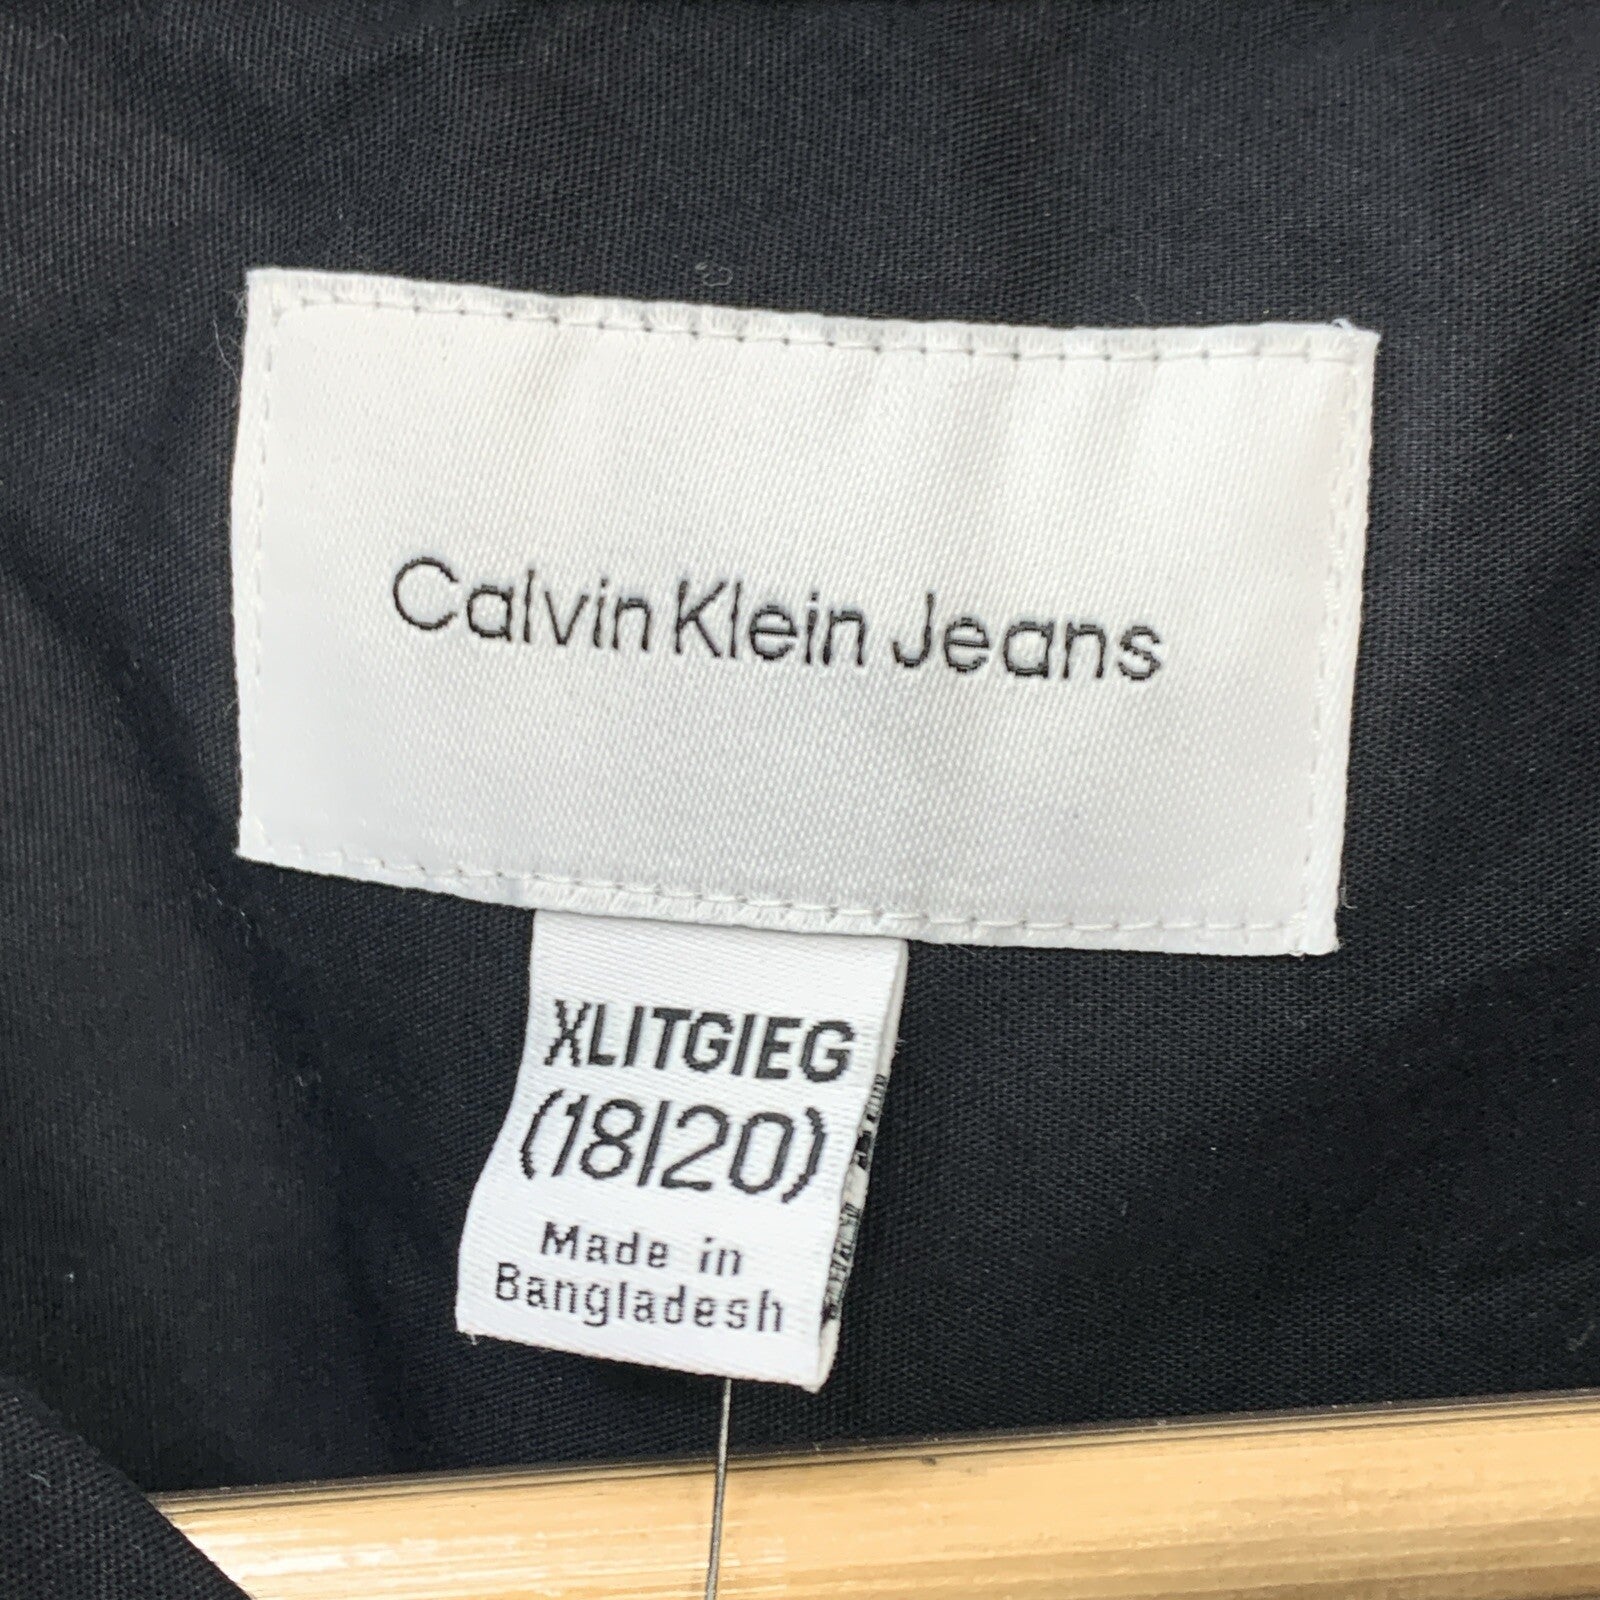 Calvin Klein Jeans
XLITGIEG
(18/20)
Made in
Bangladesh